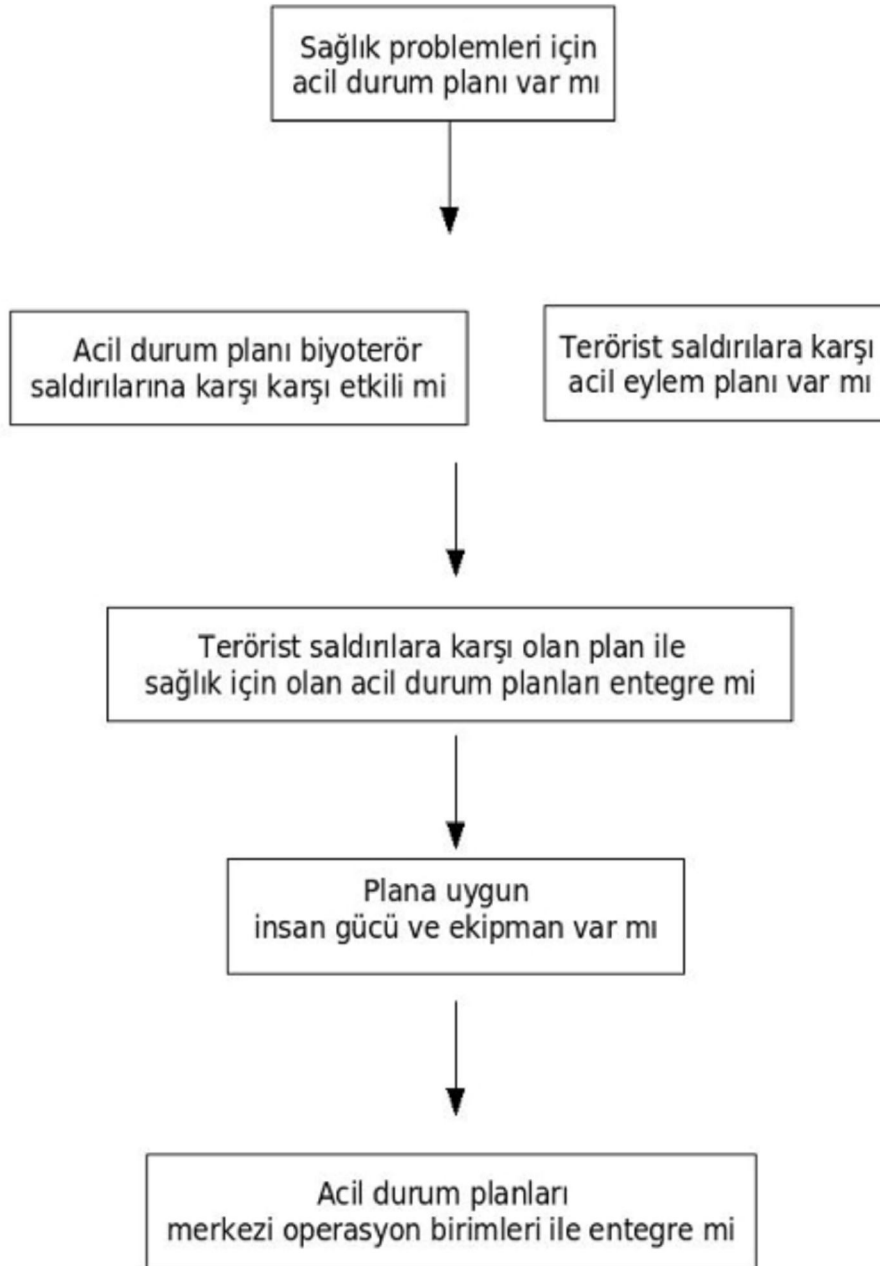 Sağlık problemleri için
acil durum planı var mı
Acil durum planı biyoterör
saldırılarına karşı karşı etkili mi
Terörist saldırılara karşı
acil eylem planı var mı
Terörist saldırılara karşı olan plan ile
sağlık için olan acil durum planları entegre mi
Plana uygun
insan gücü ve ekipman var mı
Acil durum planları
merkezi operasyon birimleri ile entegre mi